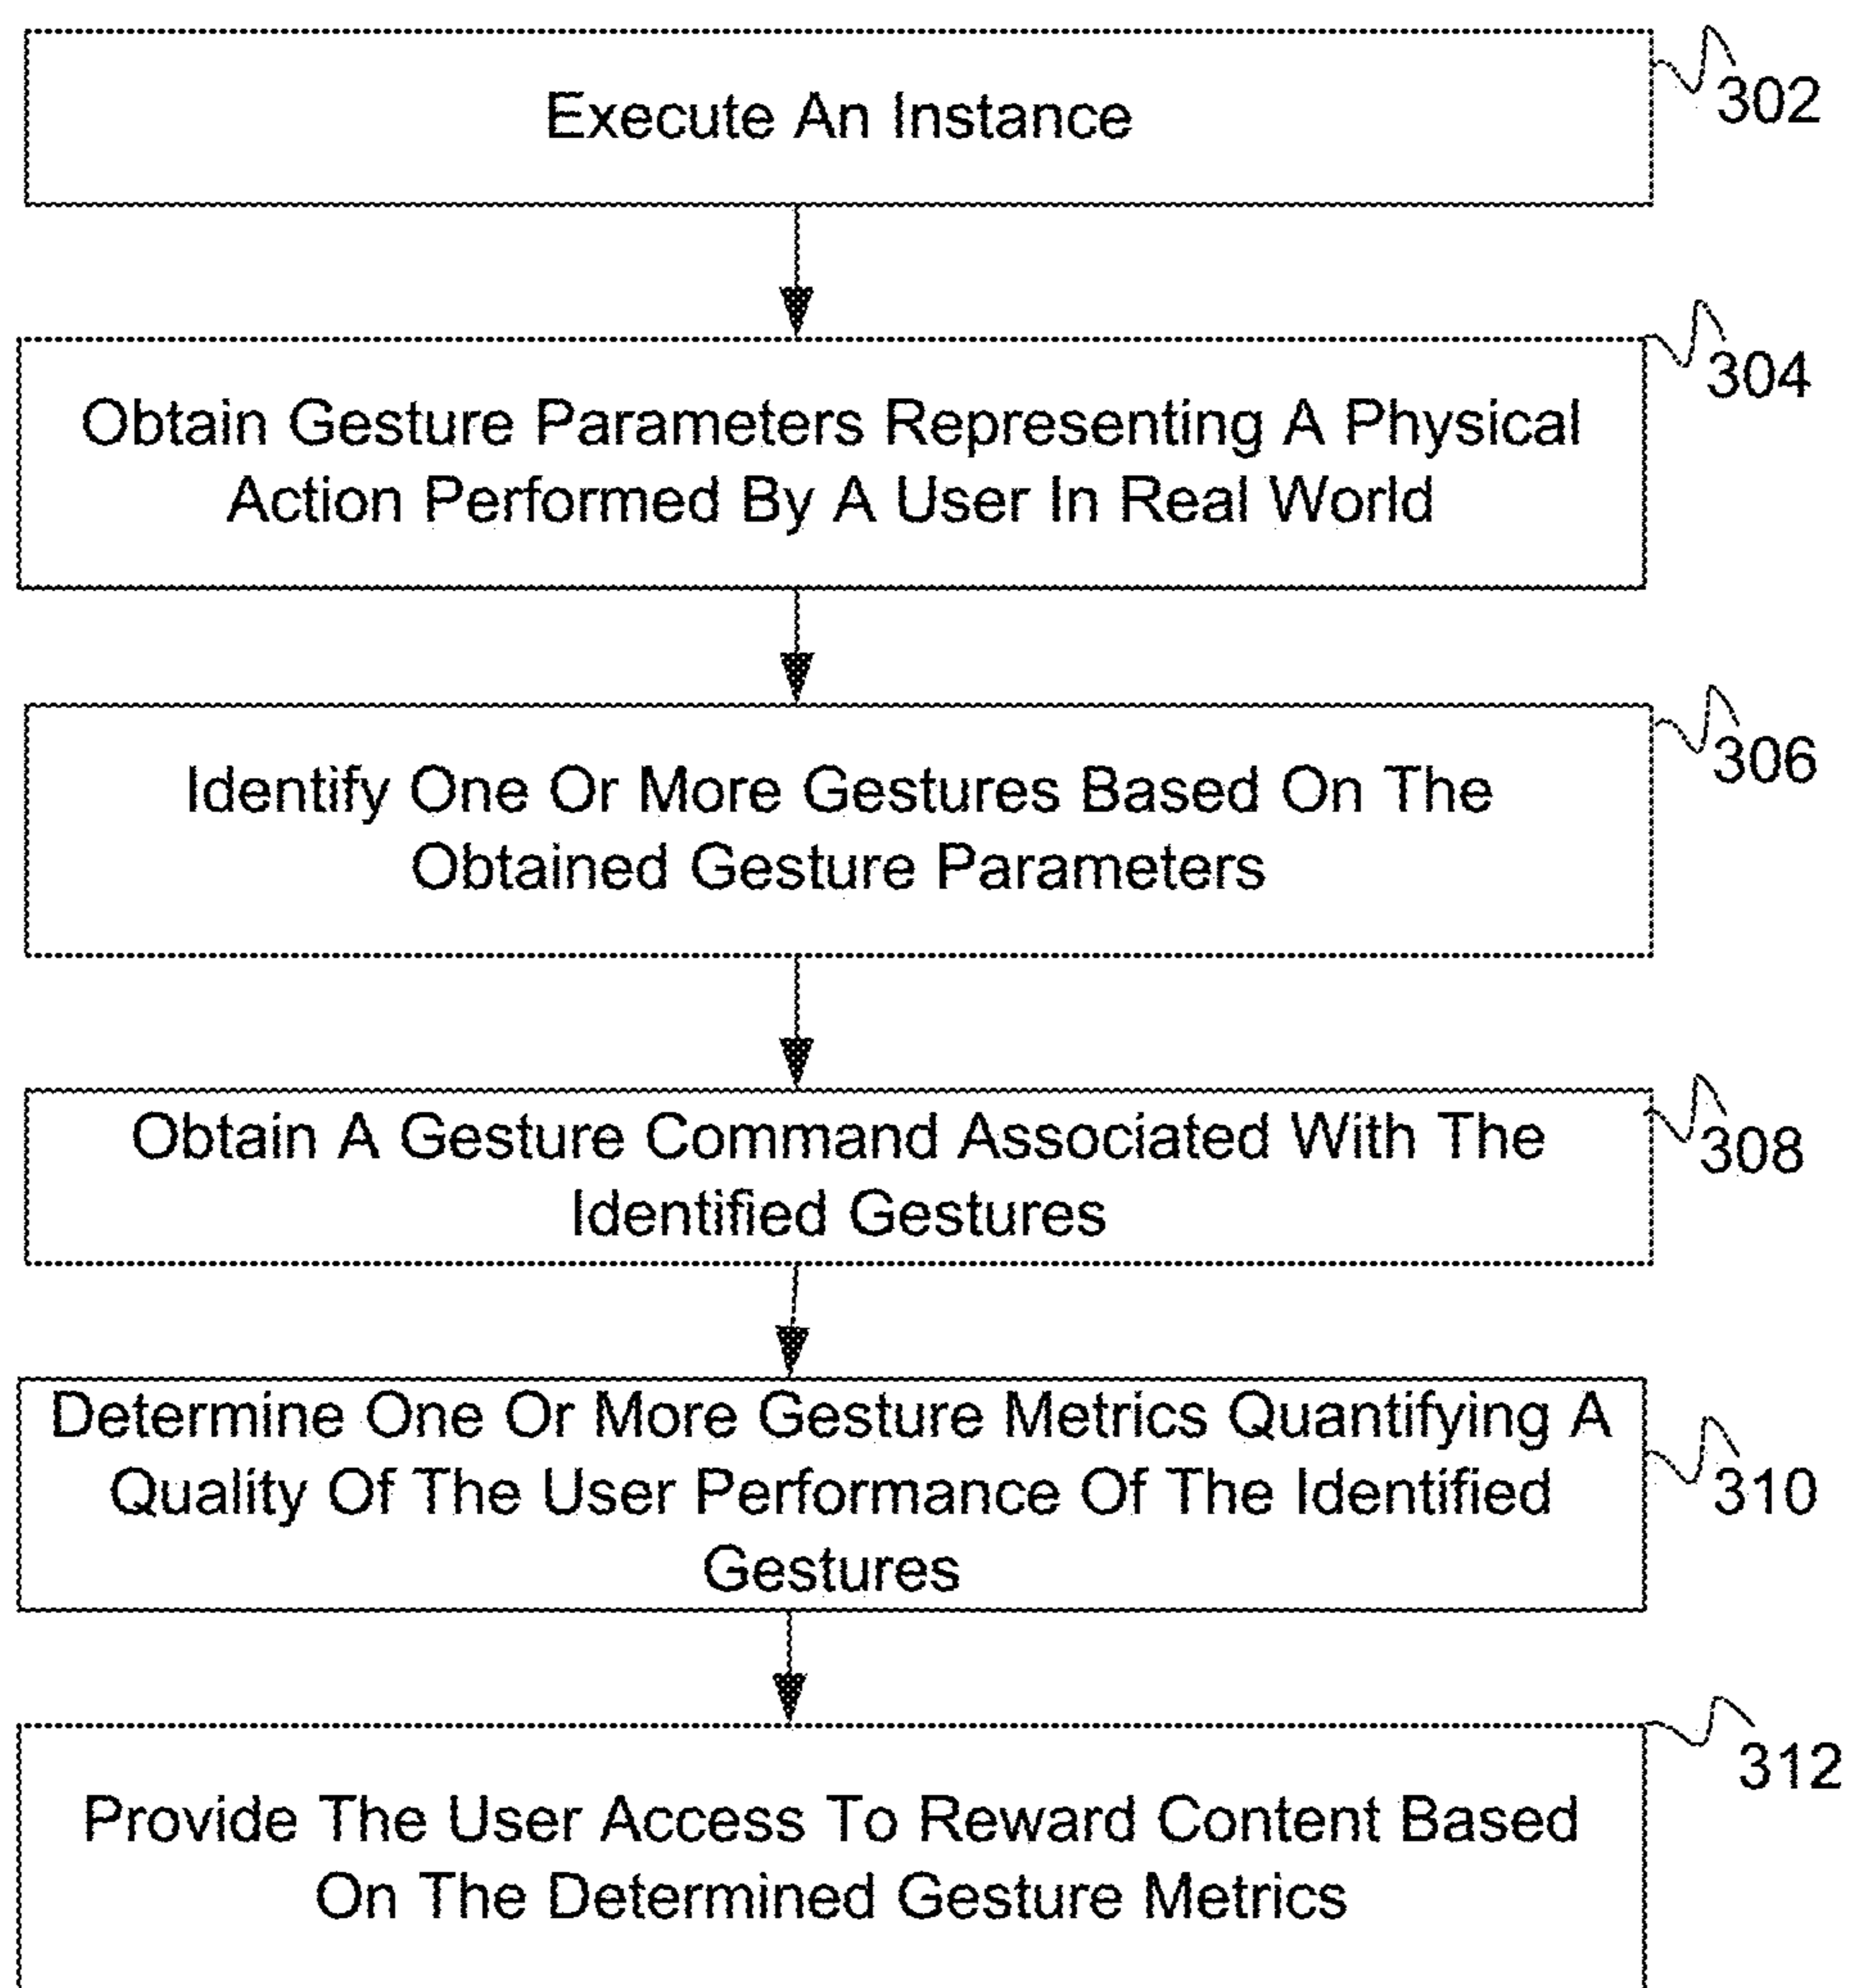 Execute An Instance
302
Obtain Gesture Parameters Representing A Physical
Action Performed By A User In Real World
304
Identify One Or More Gestures Based On The
Obtained Gesture Parameters
306
Obtain A Gesture Command Associated With The
Identified Gestures
308
Determine One Or More Gesture Metrics Quantifying A
Quality Of The User Performance Of The Identified
Gestures
310
Provide The User Access To Reward Content Based
On The Determined Gesture Metrics
312